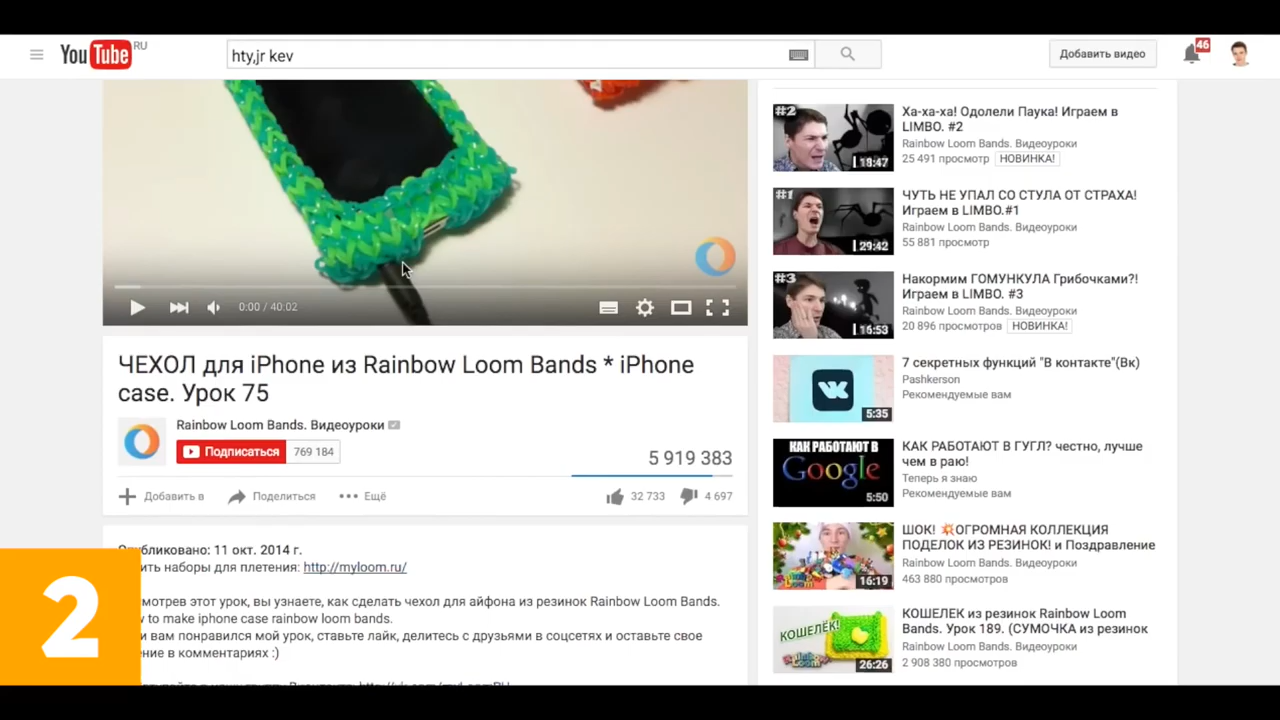 YouTube RU
hty,jr kev
Добавить видео
46
0:00 / 40:02
ЧЕХОЛ для iPhone из Rainbow Loom Bands * iPhone
case. Урок 75
Rainbow Loom Bands. Видеоуроки
Подписаться 769 184
5 919 383
Добавить в
Поделиться
Ещё
32 733
4 697
Опубликовано: 11 окт. 2014 г.
ить наборы для плетения: http://myloom.ru/
смотрев этот урок, вы узнаете, как сделать чехол для айфона из резинок Rainbow Loom Bands.
to make iphone case rainbow loom bands.
и вам понравился мой урок, ставьте лайк, делитесь с друзьями в соцсетях и оставьте свое
ение в комментариях :)
2
#2
18:47
Ха-ха-ха! Одолели Паука! Играем в
LIMBO. #2
Rainbow Loom Bands. Видеоуроки
25 491 просмотр НОВИНКА!
#1
29:42
ЧУТЬ НЕ УПАЛ СО СТУЛА ОТ СТРАХА!
Играем в LIMBO.#1
Rainbow Loom Bands. Видеоуроки
55 881 просмотр
#3
16:53
Накормим ГОМУНКУЛА Грибочками?!
Играем в LIMBO. #3
Rainbow Loom Bands. Видеоуроки
20 896 просмотров НОВИНКА!
5:35
7 секретных функций "В контакте"(Вк)
Pashkerson
Рекомендуемые вам
КАК РАБОТАЮТ В
Google
5:50
КАК РАБОТАЮТ В ГУГЛ? честно, лучше
чем в раю!
Теперь я знаю
Рекомендуемые вам
16:19
ШОК! 💥ОГРОМНАЯ КОЛЛЕКЦИЯ
ПОДЕЛОК ИЗ РЕЗИНОК! и Поздравление
Rainbow Loom Bands. Видеоуроки
463 880 просмотров
КОШЕЛЁК!
Rainbow Loom
26:26
КОШЕЛЕК из резинок Rainbow Loom
Bands. Урок 189. (СУМОЧКА из резинок
Rainbow Loom Bands. Видеоуроки
2 908 380 просмотров